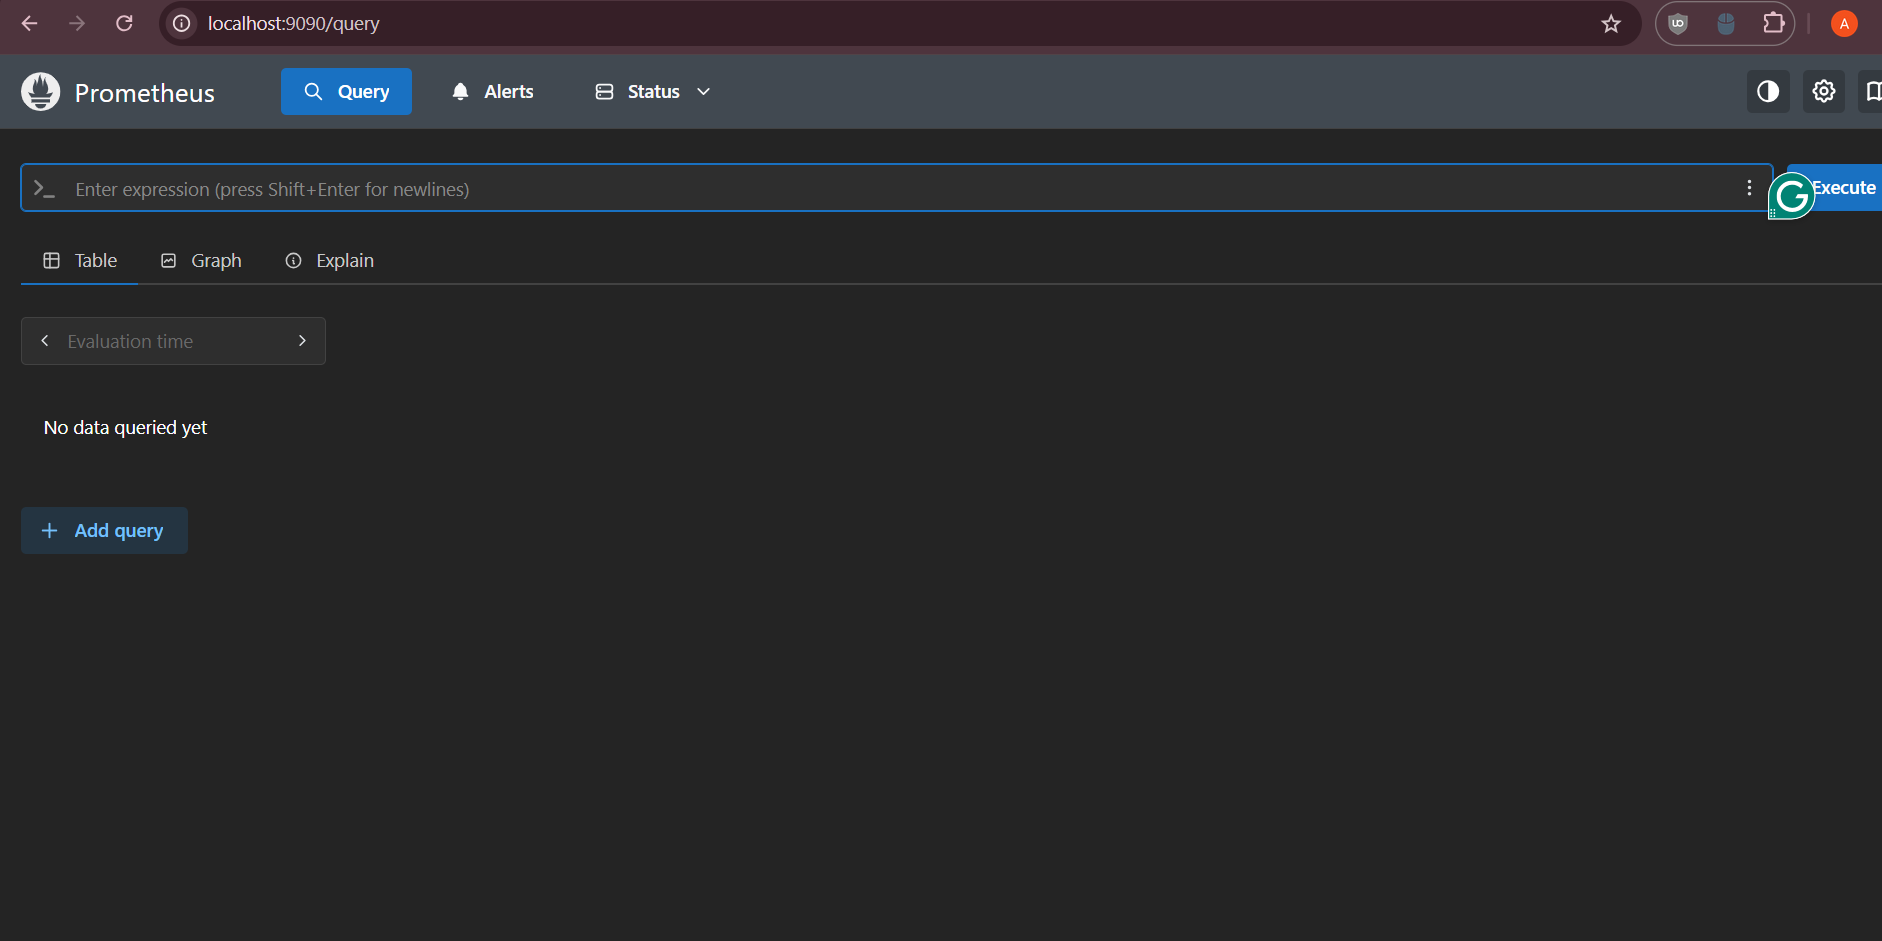 localhost:9090/query
UO
A
Prometheus
Query
Alerts
Status
Enter expression (press Shift+Enter for newlines)
Execute
Table
Graph
Explain
Evaluation time
No data queried yet
Add query